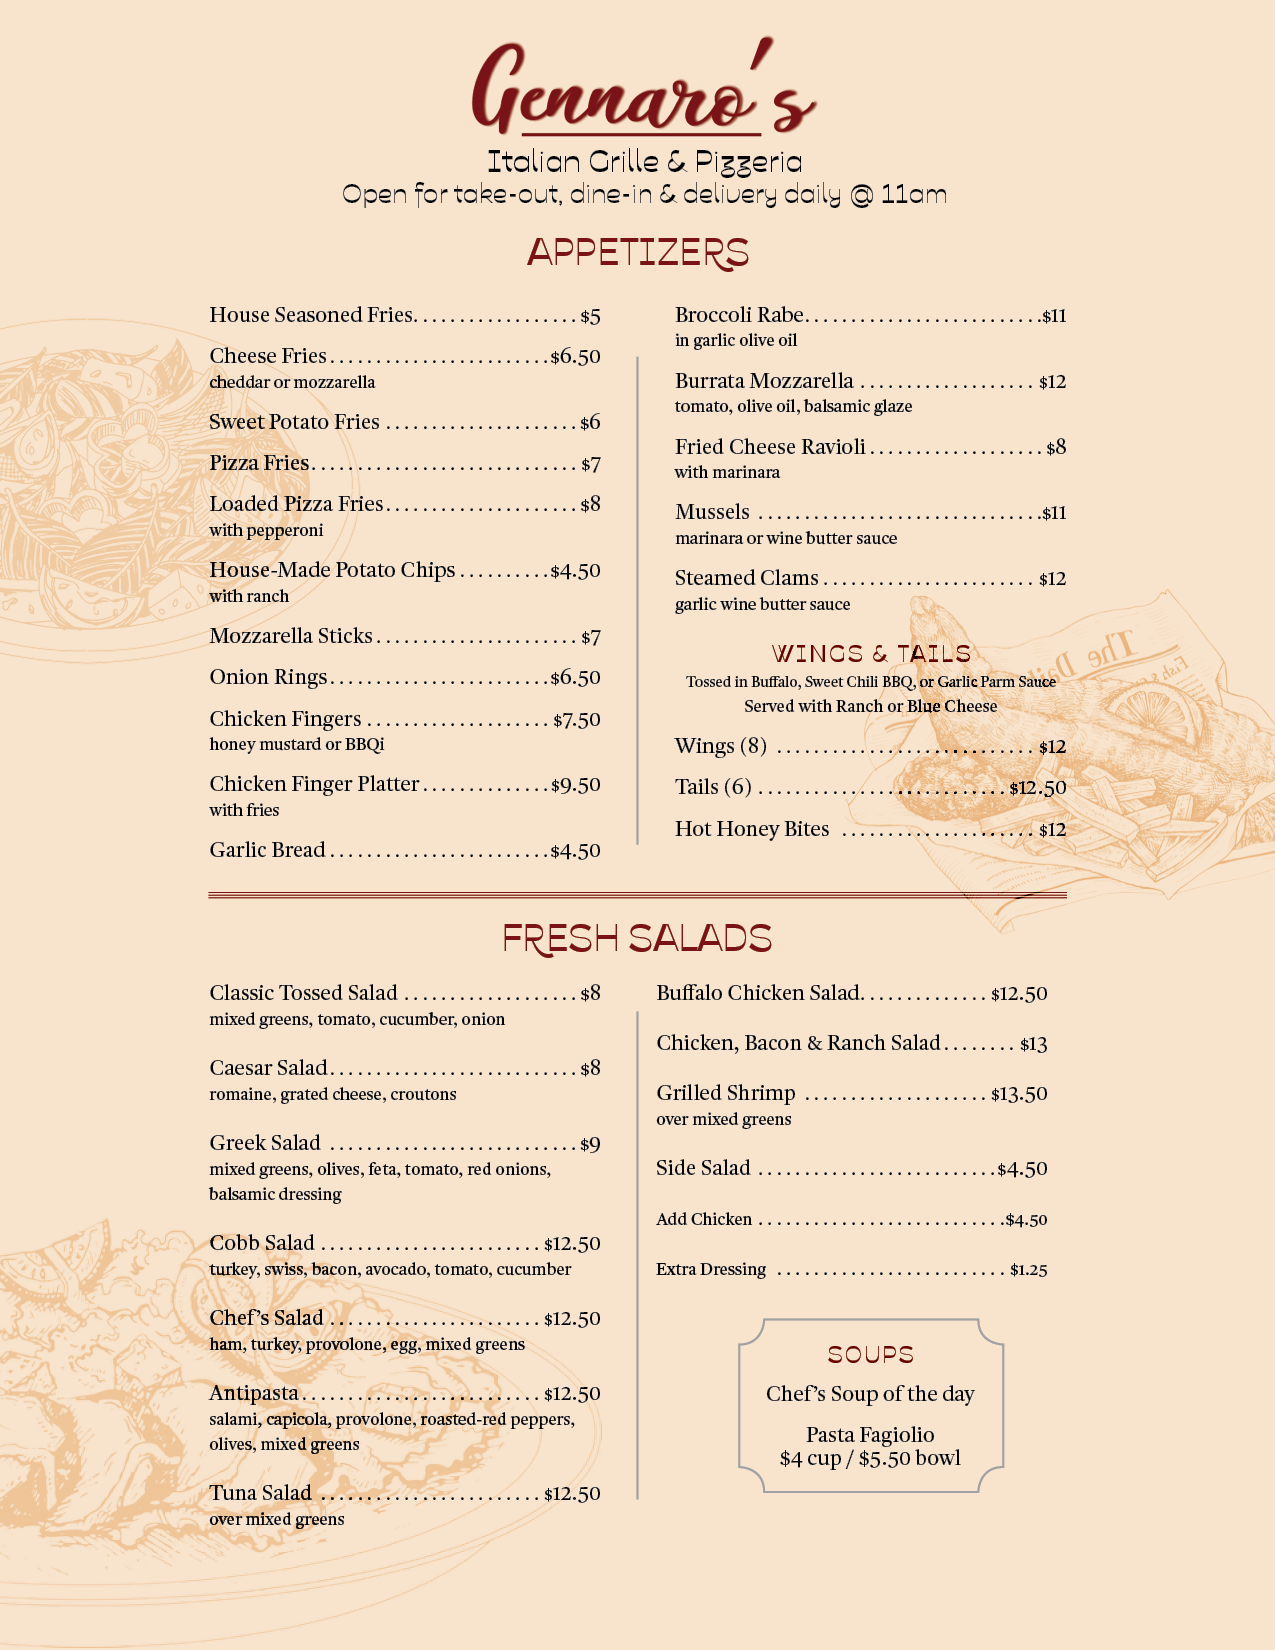 Gennaro's
Italian Grille & Pizzeria
Open for take-out, dine-in & delivery daily @ 11am
APPETIZERS
House Seasoned Fries. . . . . . . . . . . . . . . . . . $5
Cheese Fries . . . . . . . . . . . . . . . . . . . . . . . . $6.50
cheddar or mozzarella
Sweet Potato Fries . . . . . . . . . . . . . . . . . . . . . $6
Pizza Fries. . . . . . . . . . . . . . . . . . . . . . . . . . . . . $7
Loaded Pizza Fries . . . . . . . . . . . . . . . . . . . . . $8
with pepperoni
House-Made Potato Chips . . . . . . . . . . $4.50
with ranch
Mozzarella Sticks . . . . . . . . . . . . . . . . . . . . . . $7
Onion Rings . . . . . . . . . . . . . . . . . . . . . . . . $6.50
Chicken Fingers . . . . . . . . . . . . . . . . . . . . $7.50
honey mustard or BBQi
Chicken Finger Platter . . . . . . . . . . . . . . $9.50
with fries
Garlic Bread . . . . . . . . . . . . . . . . . . . . . . . . $4.50
Broccoli Rabe. . . . . . . . . . . . . . . . . . . . . . . . . .$11
in garlic olive oil
Burrata Mozzarella . . . . . . . . . . . . . . . . . . . $12
tomato, olive oil, balsamic glaze
Fried Cheese Ravioli . . . . . . . . . . . . . . . . . . . $8
with marinara
Mussels . . . . . . . . . . . . . . . . . . . . . . . . . . . . . . .$11
marinara or wine butter sauce
Steamed Clams . . . . . . . . . . . . . . . . . . . . . . . $12
garlic wine butter sauce
WINGS & TAILS
Tossed in Buffalo, Sweet Chili BBQ, or Garlic Parm Sauce
Served with Ranch or Blue Cheese
Wings (8) . . . . . . . . . . . . . . . . . . . . . . . . . . . . $12
Tails (6) . . . . . . . . . . . . . . . . . . . . . . . . . . . $12.50
Hot Honey Bites . . . . . . . . . . . . . . . . . . . . . $12
FRESH SALADS
Classic Tossed Salad . . . . . . . . . . . . . . . . . . . $8
mixed greens, tomato, cucumber, onion
Caesar Salad . . . . . . . . . . . . . . . . . . . . . . . . . . . $8
romaine, grated cheese, croutons
Greek Salad . . . . . . . . . . . . . . . . . . . . . . . . . . . $9
mixed greens, olives, feta, tomato, red onions,
balsamic dressing
Cobb Salad . . . . . . . . . . . . . . . . . . . . . . . . $12.50
turkey, swiss, bacon, avocado, tomato, cucumber
Chef's Salad . . . . . . . . . . . . . . . . . . . . . . . $12.50
ham, turkey, provolone, egg, mixed greens
Antipasta . . . . . . . . . . . . . . . . . . . . . . . . . . $12.50
salami, capicola, provolone, roasted-red peppers,
olives, mixed greens
Tuna Salad . . . . . . . . . . . . . . . . . . . . . . . . $12.50
over mixed greens
Buffalo Chicken Salad. . . . . . . . . . . . . . $12.50
Chicken, Bacon & Ranch Salad . . . . . . . . $13
Grilled Shrimp . . . . . . . . . . . . . . . . . . . . $13.50
over mixed greens
Side Salad . . . . . . . . . . . . . . . . . . . . . . . . . . $4.50
Add Chicken . . . . . . . . . . . . . . . . . . . . . . . . . . .$4.50
Extra Dressing . . . . . . . . . . . . . . . . . . . . . . . . . $1.25
SOUPS
Chef's Soup of the day
Pasta Fagiolio
$4 cup / $5.50 bowl